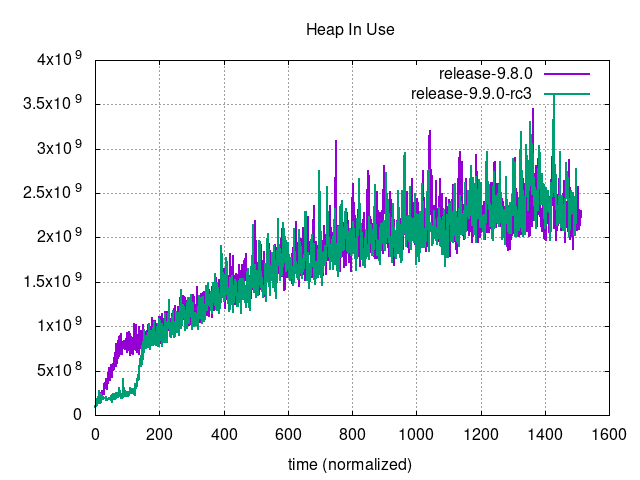 Heap In Use
4x10^9
3.5x10^9
3x10^9
2.5x10^9
2x10^9
1.5x10^9
1x10^9
5x10^8
0
release-9.8.0
release-9.9.0-rc3
0 200 400 600 800 1000 1200 1400 1600
time (normalized)